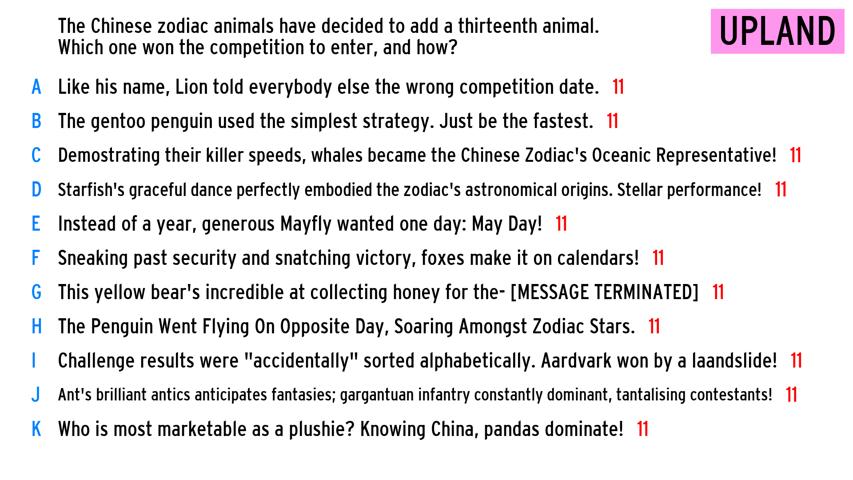 The Chinese zodiac animals have decided to add a thirteenth animal.
Which one won the competition to enter, and how?
UPLAND
A Like his name, Lion told everybody else the wrong competition date. 11
B The gentoo penguin used the simplest strategy. Just be the fastest. 11
C Demostrating their killer speeds, whales became the Chinese Zodiac's Oceanic Representative! 11
D Starfish's graceful dance perfectly embodied the zodiac's astronomical origins. Stellar performance! 11
E Instead of a year, generous Mayfly wanted one day: May Day! 11
F Sneaking past security and snatching victory, foxes make it on calendars! 11
G This yellow bear's incredible at collecting honey for the- [MESSAGE TERMINATED] 11
H The Penguin Went Flying On Opposite Day, Soaring Amongst Zodiac Stars. 11
I Challenge results were "accidentally" sorted alphabetically. Aardvark won by a laandslide! 11
J Ant's brilliant antics anticipates fantasies; gargantuan infantry constantly dominant, tantalising contestants! 11
K Who is most marketable as a plushie? Knowing China, pandas dominate! 11